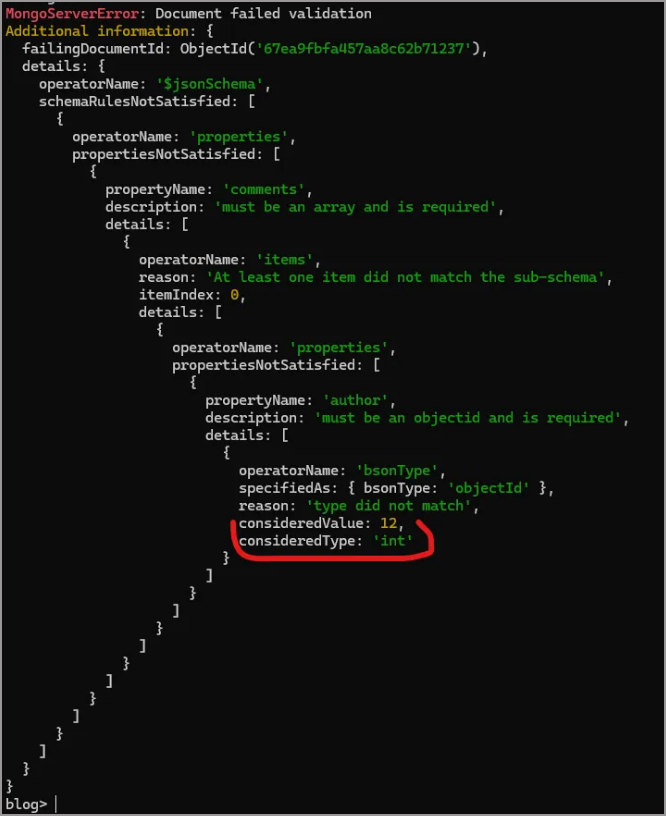 MongoServerError: Document failed validation
Additional information: {
  failingDocumentId: ObjectId('67ea9fbfa457aa8c62b71237'),
  details: {
    operatorName: '$jsonSchema',
    schemaRulesNotSatisfied: [
      {
        operatorName: 'properties',
        propertiesNotSatisfied: [
          {
            propertyName: 'comments',
            description: 'must be an array and is required',
            details: [
              {
                operatorName: 'items',
                reason: 'At least one item did not match the sub-schema',
                itemIndex: 0,
                details: [
                  {
                    operatorName: 'properties',
                    propertiesNotSatisfied: [
                      {
                        propertyName: 'author',
                        description: 'must be an objectid and is required',
                        details: [
                          {
                            operatorName: 'bsonType',
                            specifiedAs: { bsonType: 'objectId' },
                            reason: 'type did not match',
                            consideredValue: 12,
                            consideredType: 'int'
                          }
                        ]
                      }
                    ]
                  }
                ]
              }
            ]
          }
        ]
      }
    ]
  }
}
blog>